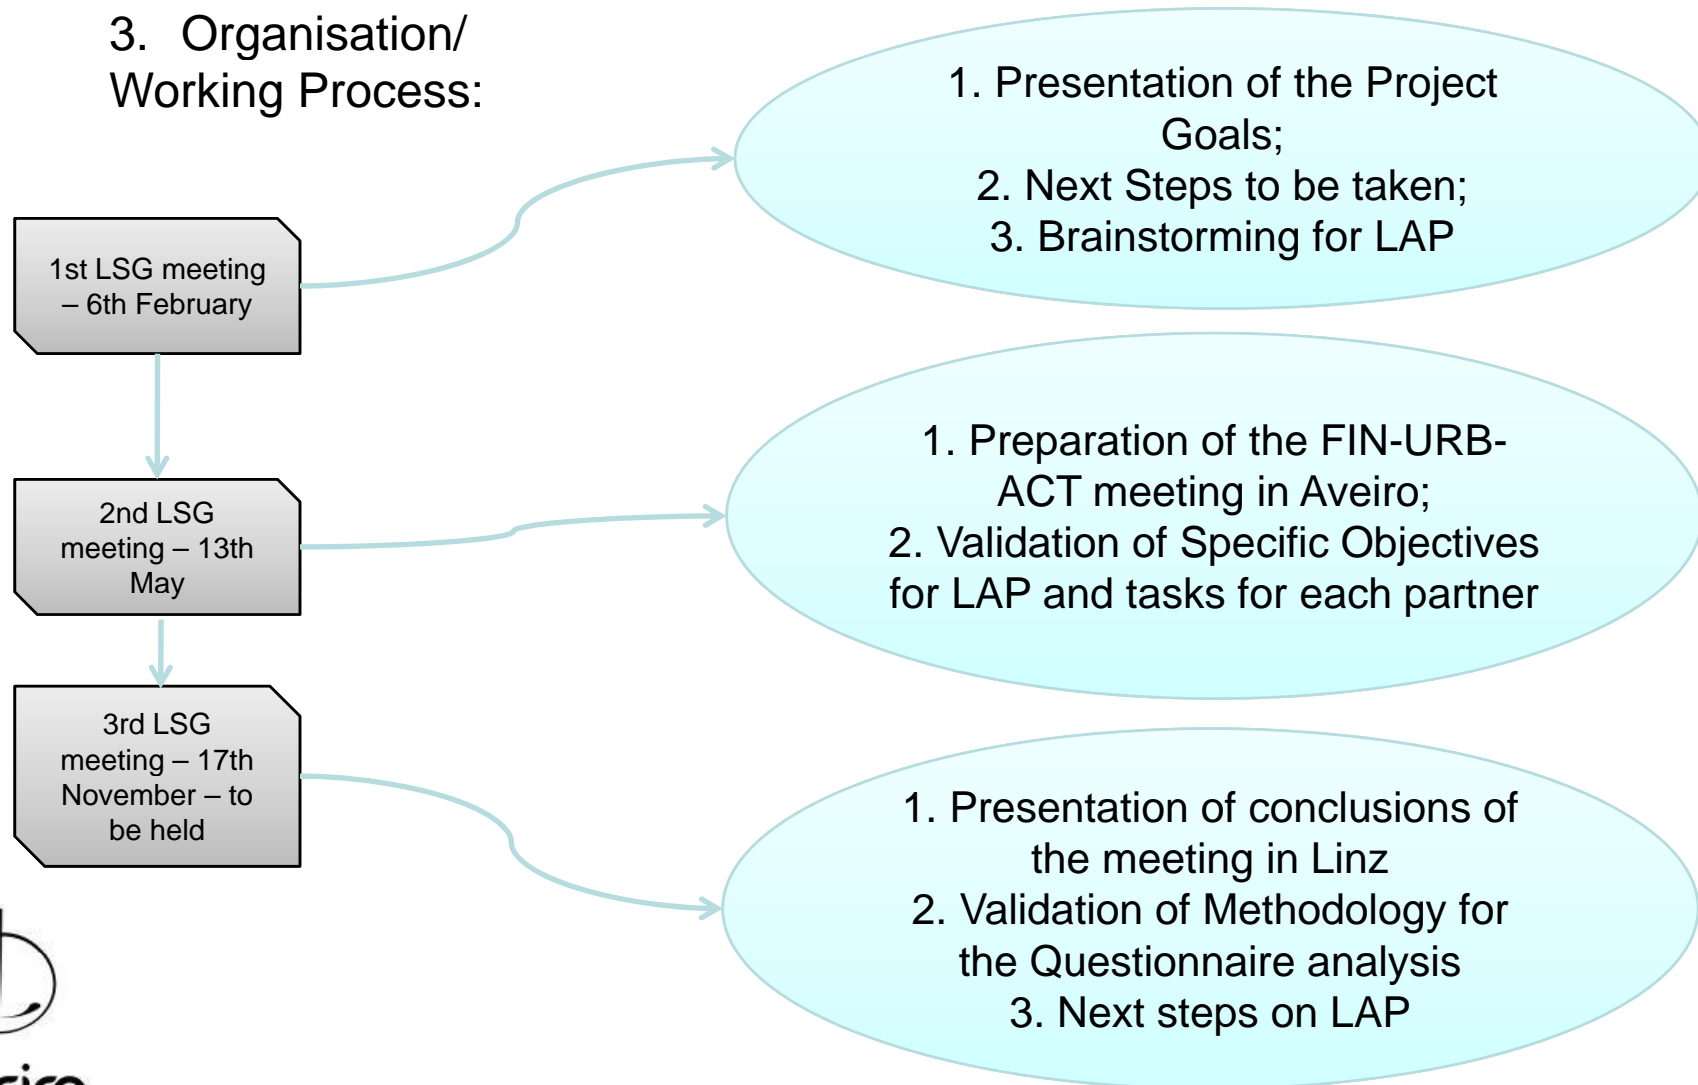 3. Organisation/
Working Process:
1. Presentation of the Project
Goals;
2. Next Steps to be taken;
3. Brainstorming for LAP
1st LSG meeting
– 6th February
1. Preparation of the FIN-URB-
ACT meeting in Aveiro;
2. Validation of Specific Objectives
for LAP and tasks for each partner
2nd LSG
meeting – 13th
May
3rd LSG
meeting – 17th
November – to
be held
1. Presentation of conclusions of
the meeting in Linz
2. Validation of Methodology for
the Questionnaire analysis
3. Next steps on LAP